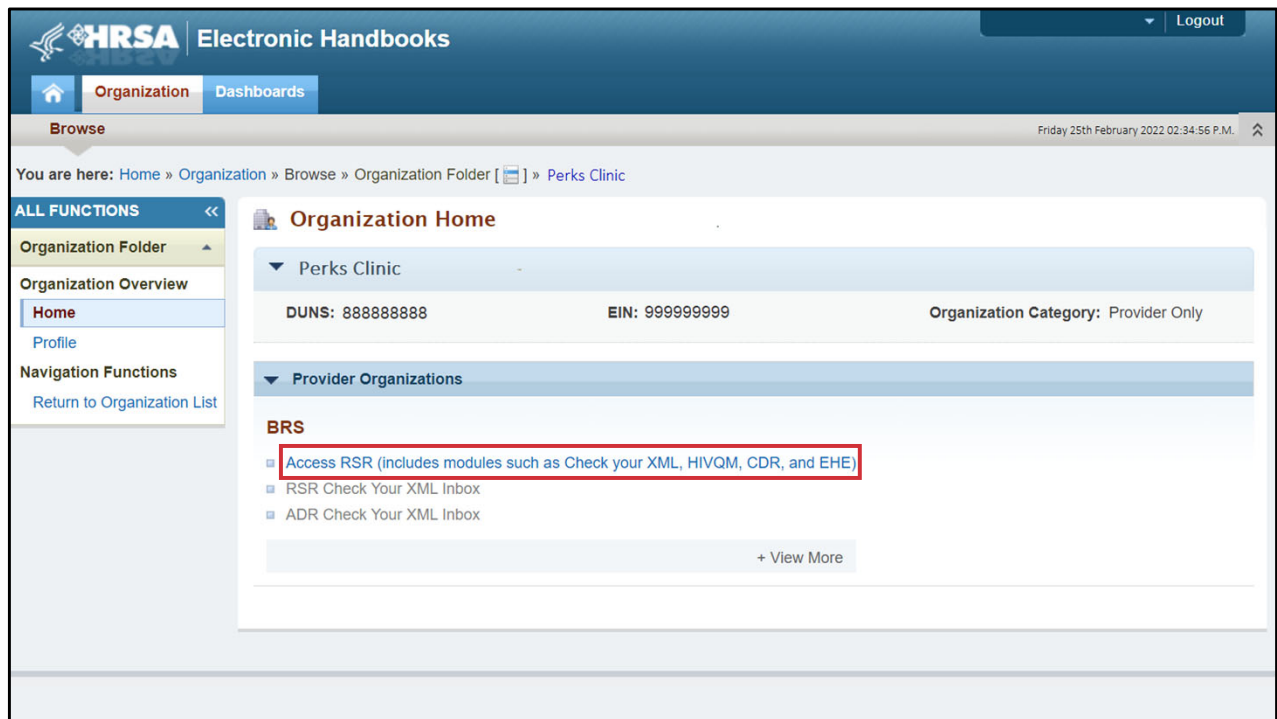 Logout
HRSA Electronic Handbooks
Organization Dashboards
Browse Friday 25th February 2022 02:34:56 P.M.
You are here: Home » Organization » Browse » Organization Folder [ ] » Perks Clinic
ALL FUNCTIONS «
Organization Folder
Organization Overview
Home
Profile
Navigation Functions
Return to Organization List
Organization Home
Perks Clinic
DUNS: 888888888 EIN: 999999999 Organization Category: Provider Only
Provider Organizations
BRS
Access RSR (includes modules such as Check your XML, HIVQM, CDR, and EHE)
RSR Check Your XML Inbox
ADR Check Your XML Inbox
+ View More